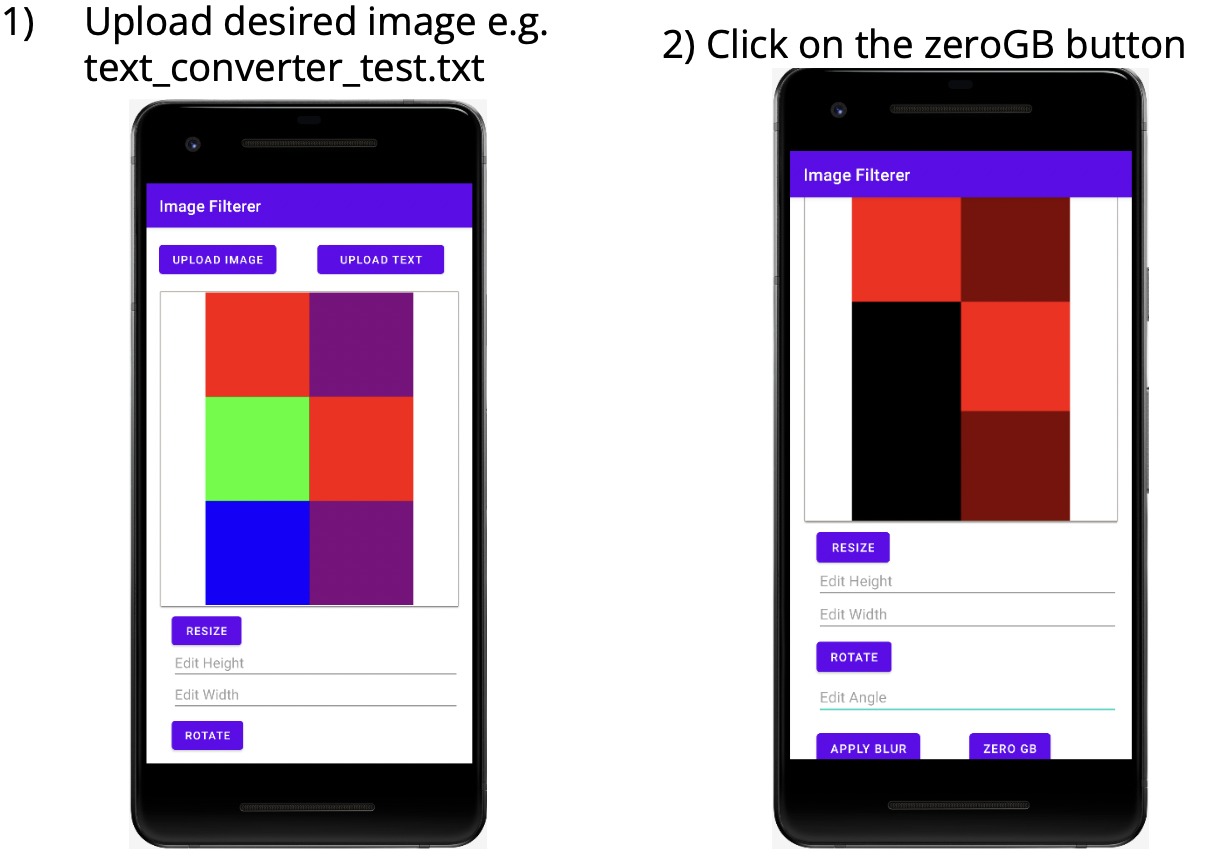 1) Upload desired image e.g.
text_converter_test.txt
Image Filterer
UPLOAD IMAGE UPLOAD TEXT
RESIZE
Edit Height
Edit Width
ROTATE
2) Click on the zeroGB button
Image Filterer
RESIZE
Edit Height
Edit Width
ROTATE
Edit Angle
APPLY BLUR ZERO GB